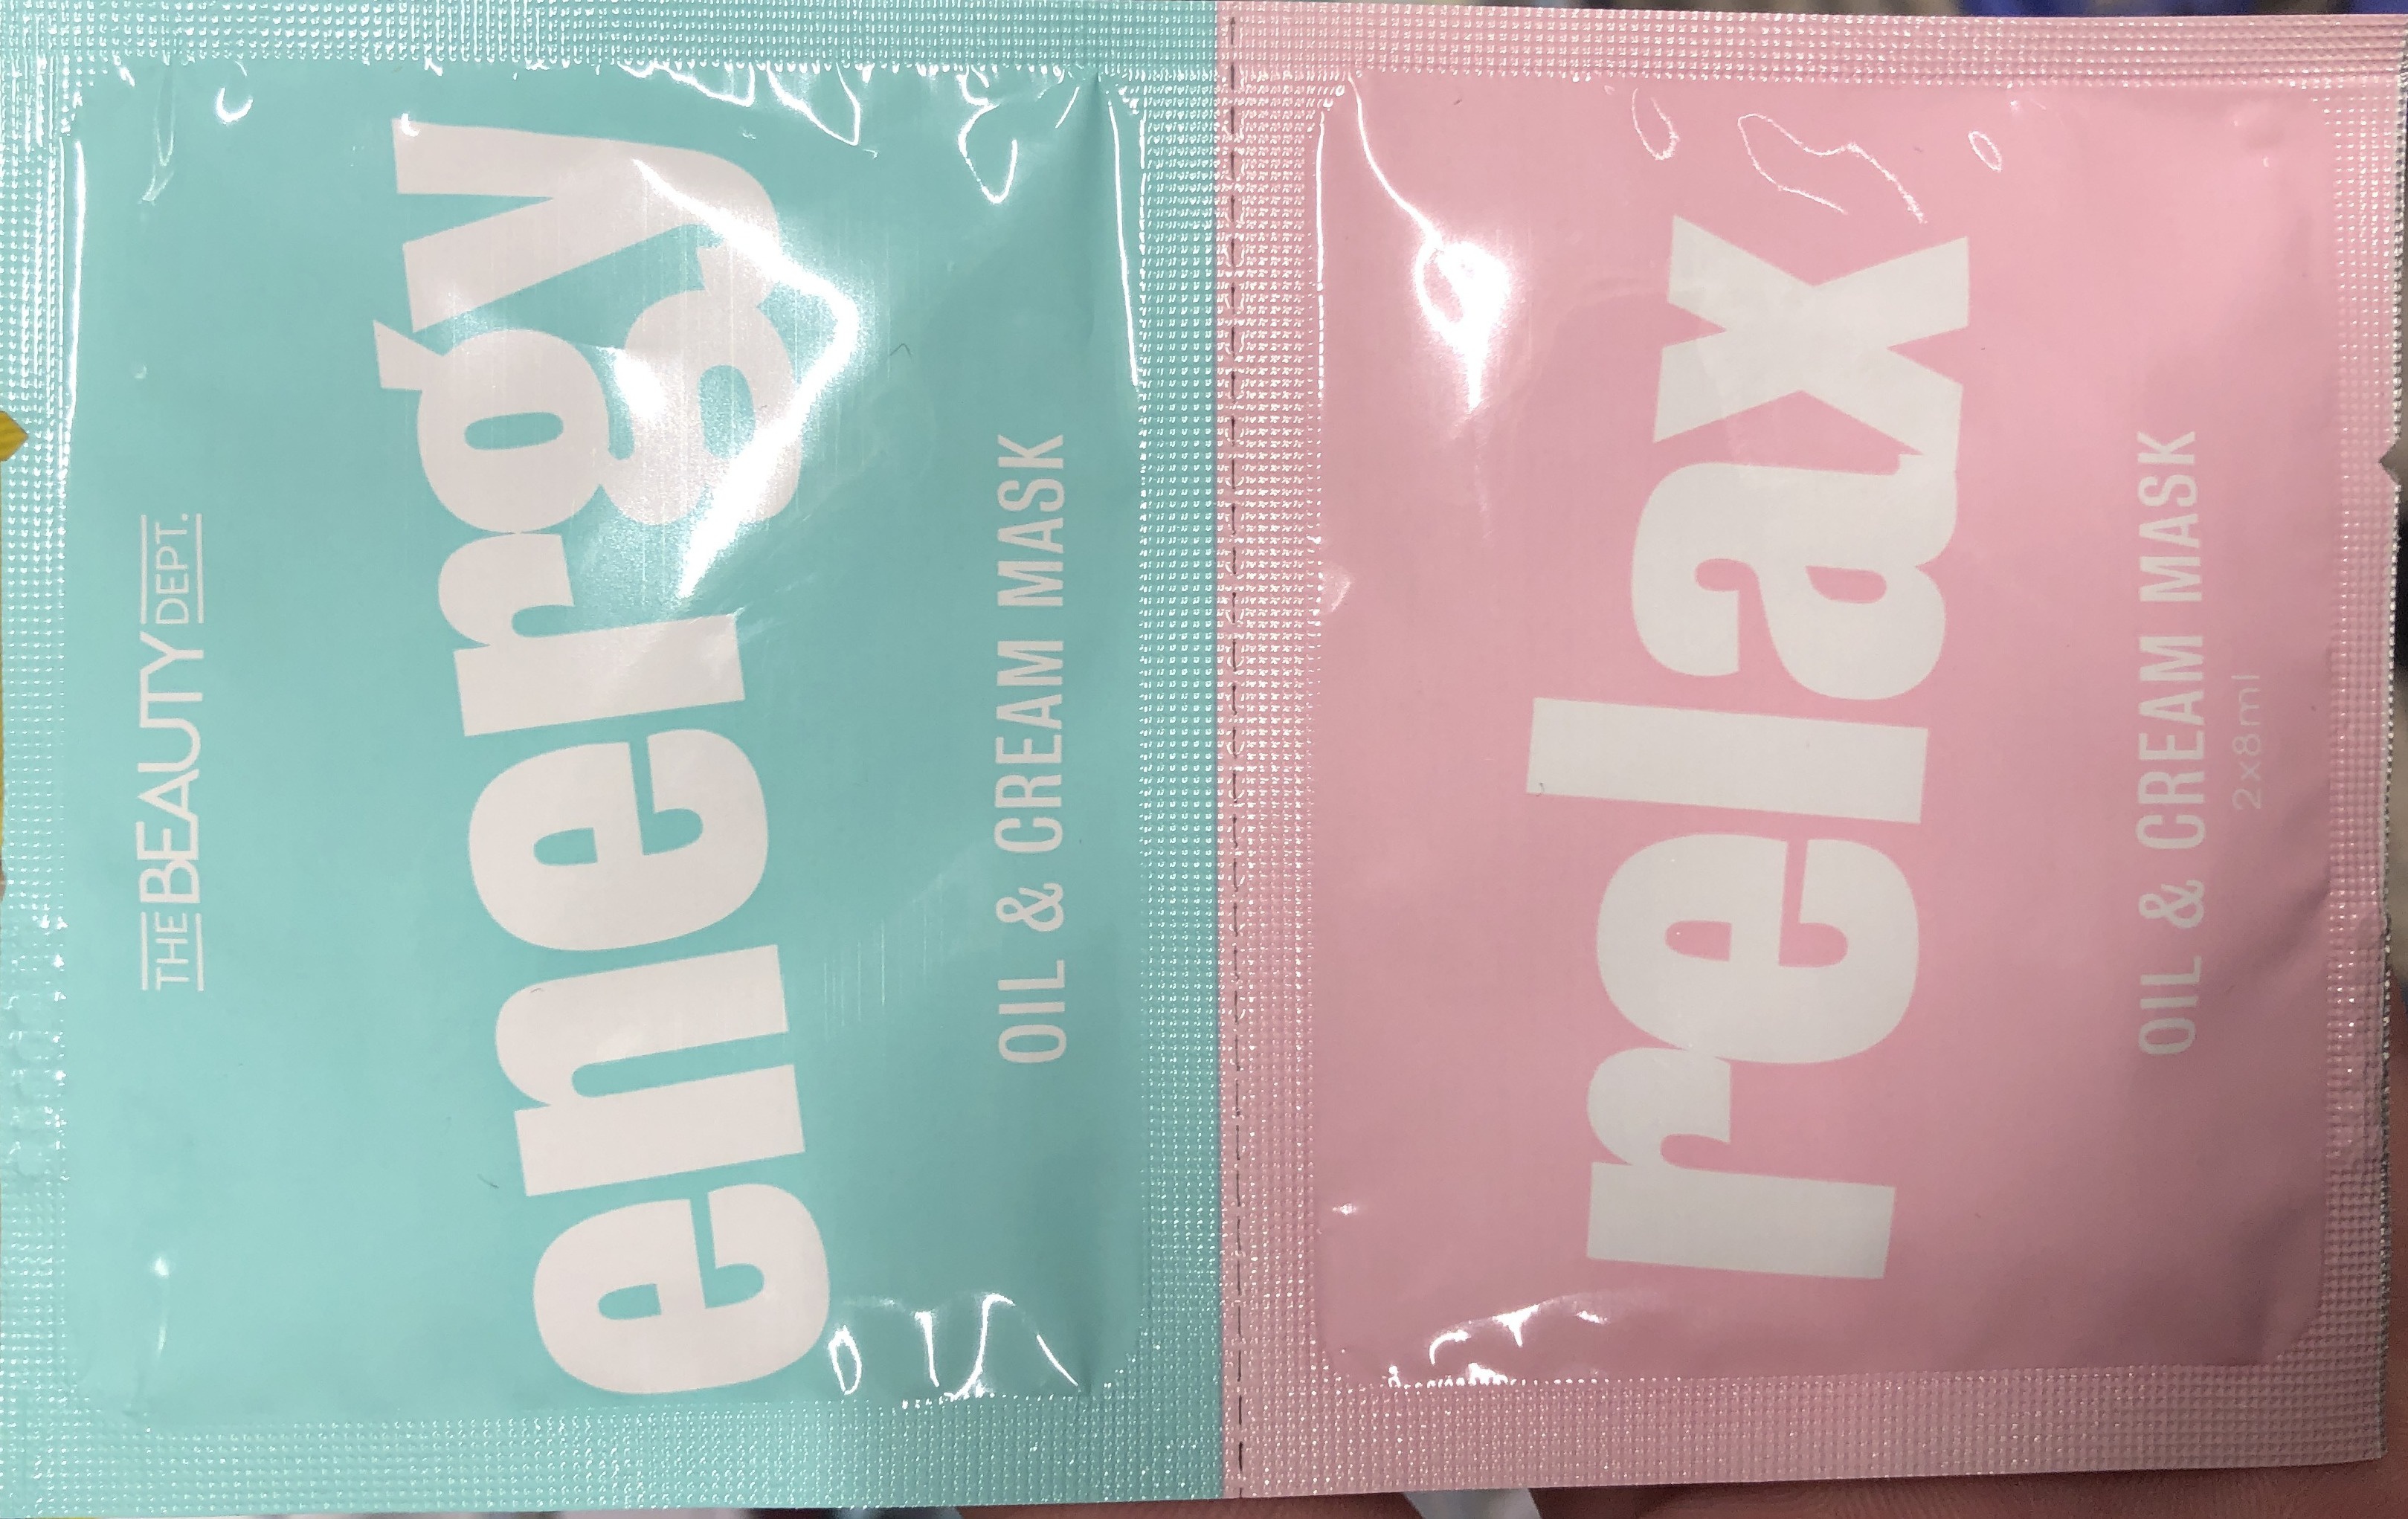 THE BEAUTY DEPT.
energy
OIL & CREAM MASK
relax
OIL & CREAM MASK
2x8ml